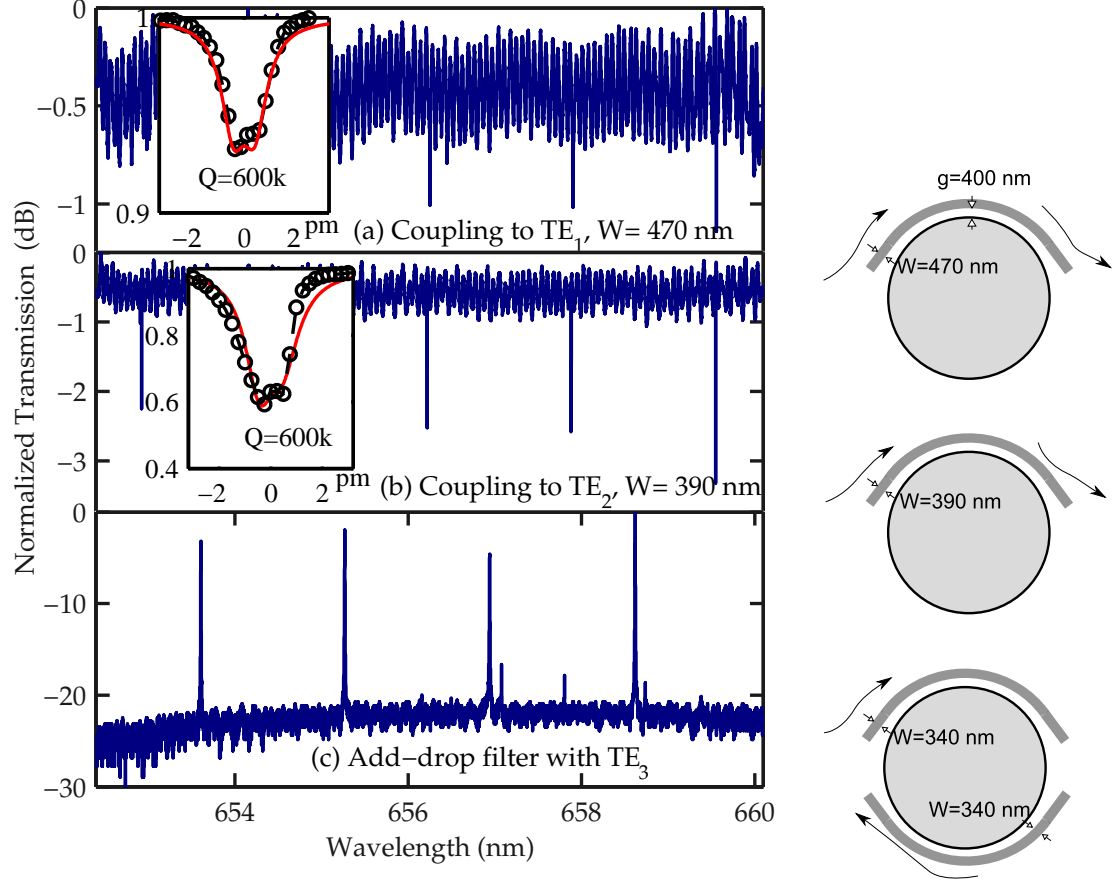 Normalized Transmission (dB)
0
−0.5
−1
1
0.9
−2 0 2 pm
Q=600k
(a) Coupling to TE1, W= 470 nm
0
−1
−2
−3
1
0.8
0.6
0.4
−2 0 2 pm
Q=600k
(b) Coupling to TE2, W= 390 nm
0
−10
−20
−30
(c) Add−drop filter with TE3
654 656 658 660
Wavelength (nm)
g=400 nm
W=470 nm
W=390 nm
W=340 nm
W=340 nm